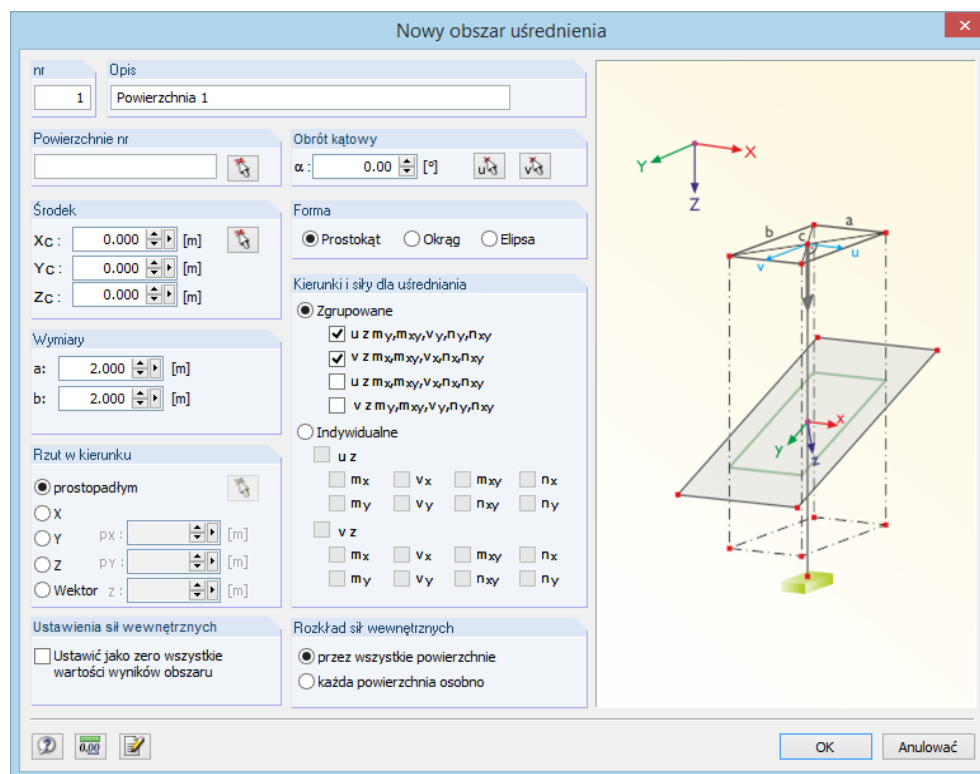 Nowy obszar uśrednienia
nr
1
Opis
Powierzchnia 1
Powierzchnie nr
Obrót kątowy
α : 0.00 [°]
u
v
Środek
XC : 0.000 [m]
YC : 0.000 [m]
ZC : 0.000 [m]
Forma
Prostokąt Okrąg Elipsa
Wymiary
a: 2.000 [m]
b: 2.000 [m]
Kierunki i siły dla uśredniania
Zgrupowane
u z my,mxy,vy,ny,nxy
v z mx,mxy,vx,nx,nxy
u z mx,mxy,vx,nx,nxy
v z my,mxy,vy,ny,nxy
Indywidualne
u z
mx vx mxy nx
my vy nxy ny
v z
mx vx mxy nx
my vy nxy ny
Rzut w kierunku
prostopadłym
X
Y pX : [m]
Z pY : [m]
Wektor z : [m]
Ustawienia sił wewnętrznych
Ustawić jako zero wszystkie
wartości wyników obszaru
Rozkład sił wewnętrznych
przez wszystkie powierzchnie
każda powierzchnia osobno
X
Y
Z
a
b
c
u
v
x
y
z
0.00
OK
Anulować